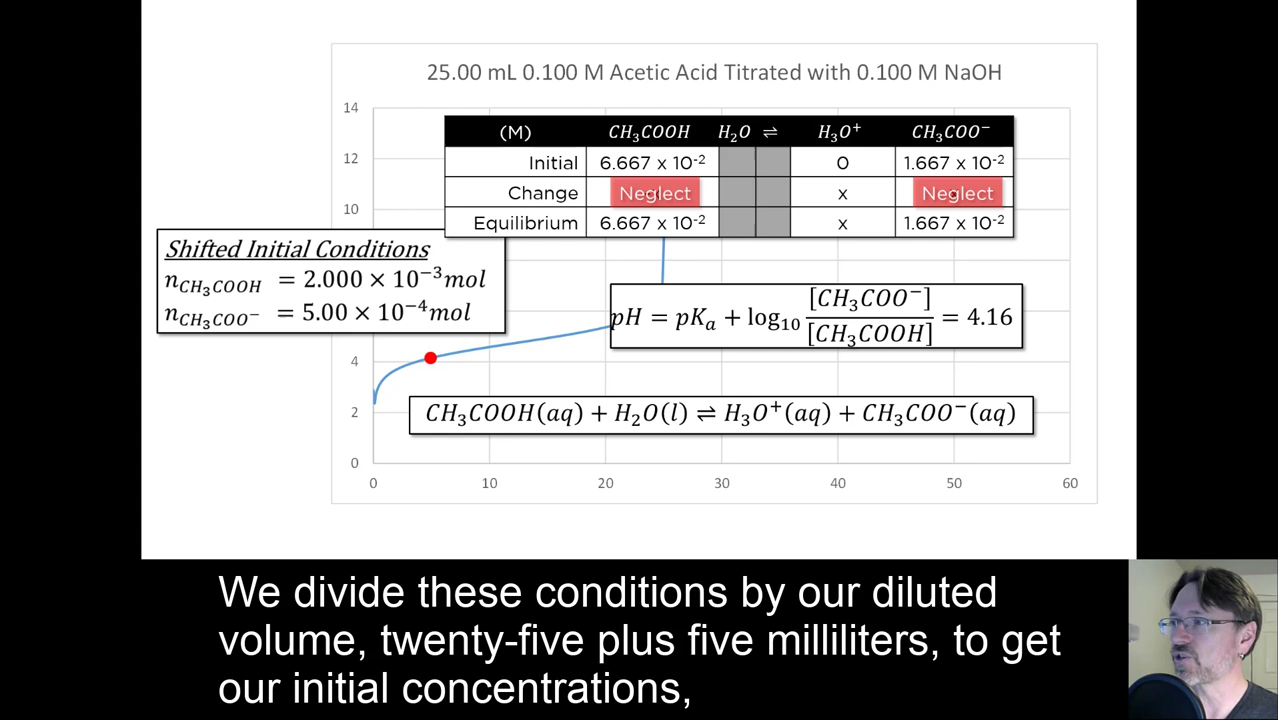 25.00 mL 0.100 M Acetic Acid Titrated with 0.100 M NaOH
14
12
10
4
2
0
0 10 20 30 40 50 60
(M) CH₃COOH H₂O ⇌ H₃O⁺ CH₃COO⁻
Initial 6.667 x 10⁻² 0 1.667 x 10⁻²
Change Neglect x Neglect
Equilibrium 6.667 x 10⁻² x 1.667 x 10⁻²
Shifted Initial Conditions
n_CH₃COOH = 2.000 × 10⁻³mol
n_CH₃COO⁻ = 5.00 × 10⁻⁴mol
pH = pKₐ + log₁₀ [CH₃COO⁻]/[CH₃COOH] = 4.16
CH₃COOH(aq) + H₂O(l) ⇌ H₃O⁺(aq) + CH₃COO⁻(aq)
We divide these conditions by our diluted
volume, twenty-five plus five milliliters, to get
our initial concentrations,